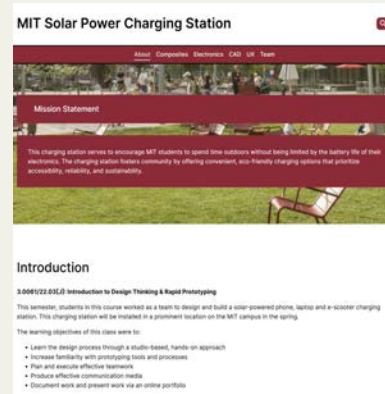 MIT Solar Power Charging Station
About Composites Electronics CAD UX Team
Mission Statement
This charging station serves to encourage MIT students to spend time outdoors without being limited by the battery life of their
electronics. The charging station fosters community by offering convenient, eco-friendly charging options that prioritize
accessibility, reliability, and sustainability.
Introduction
3.0061/22.03[J]: Introduction to Design Thinking & Rapid Prototyping
This semester, students in this course worked as a team to design and build a solar-powered phone, laptop and e-scooter charging
station. This charging station will be installed in a prominent location on the MIT campus in the spring.
The learning objectives of this class were to:
• Learn the design process through a studio-based, hands-on approach
• Increase familiarity with prototyping tools and processes
• Plan and execute effective teamwork
• Produce effective communication media
• Document work and present work via an online portfolio